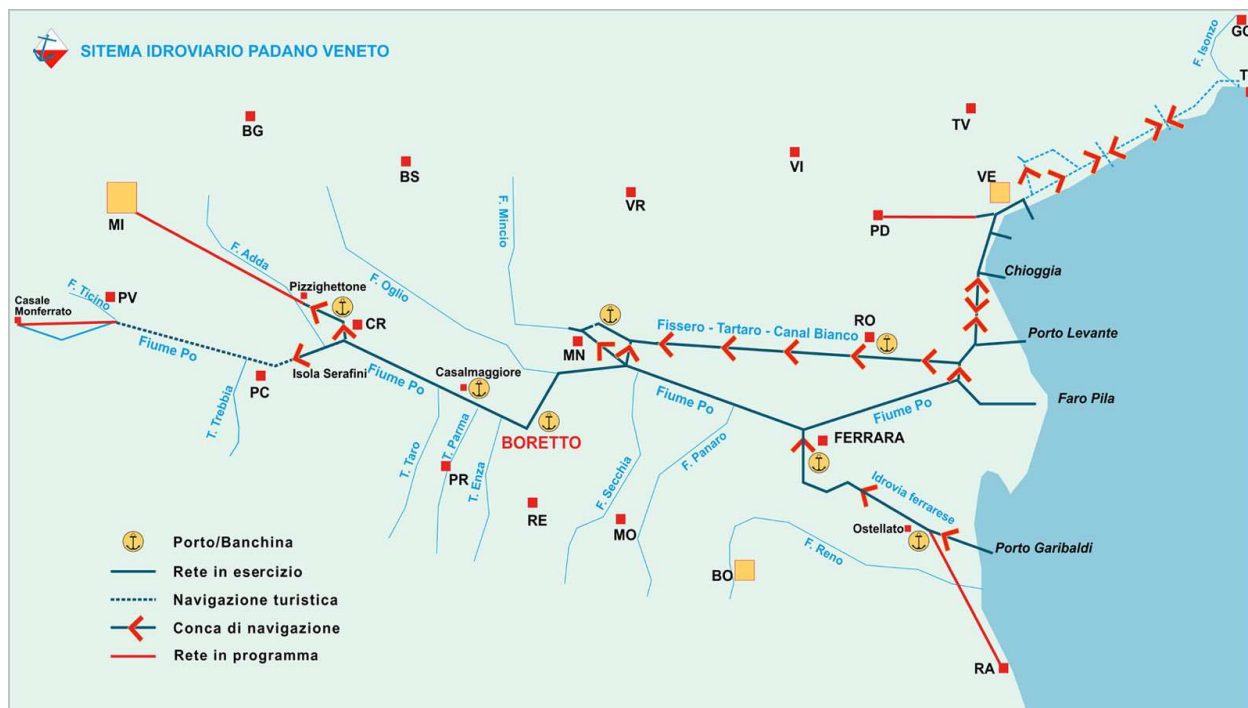 SITEMA IDROVIARIO PADANO VENETO
GO
F. Isonzo
T
BG
TV
BS
VI
VE
VR
MI
F. Mincio
PD
F. Adda
F. Oglio
Chioggia
Pizzighettone
PV
F. Ticino
Casale
Monferrato
CR
RO
Fissero - Tartaro - Canal Bianco
Porto Levante
MN
Fiume Po
Isola Serafini
Fiume Po
Casalmaggiore
PC
Fiume Po
Fiume Po
Faro Pila
T. Trebbia
BORETTO
FERRARA
T. Taro
T. Parma
T. Enza
PR
F. Secchia
F. Panaro
Idrovia ferrarese
RE
MO
Ostellato
Porto Garibaldi
BO
F. Reno
RA
Porto/Banchina
Rete in esercizio
Navigazione turistica
Conca di navigazione
Rete in programma